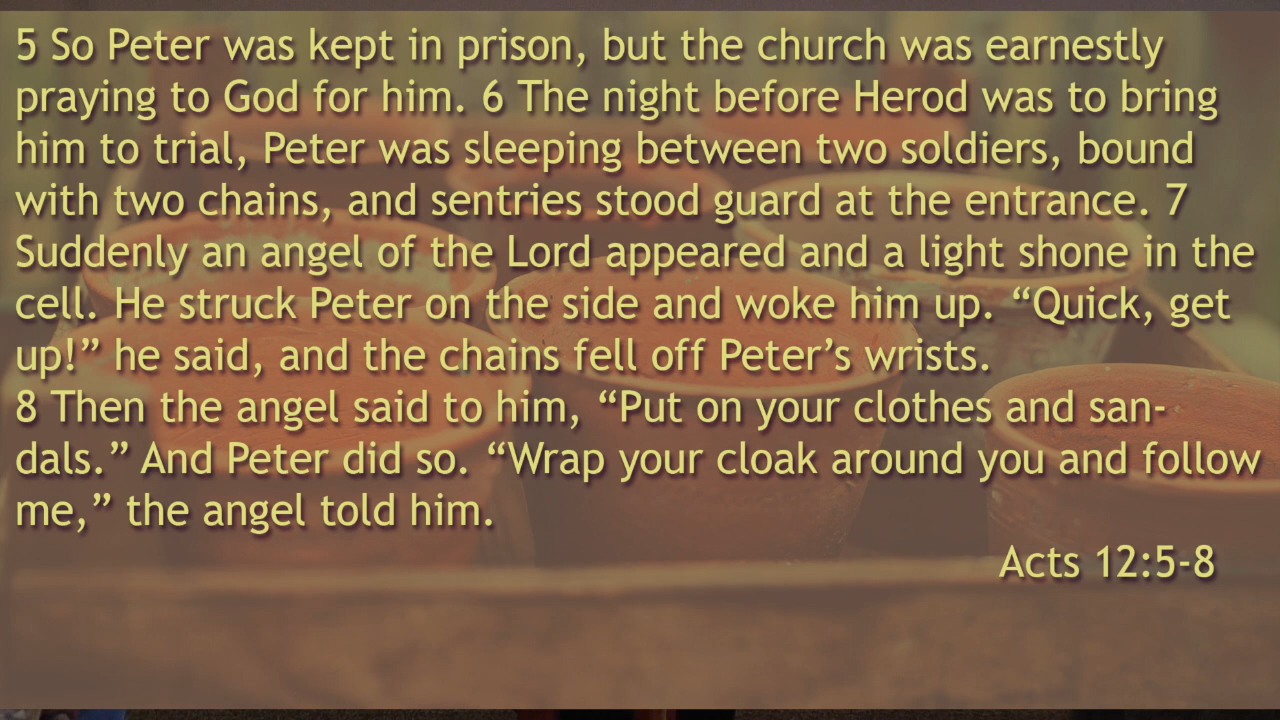 5 So Peter was kept in prison, but the church was earnestly
praying to God for him. 6 The night before Herod was to bring
him to trial, Peter was sleeping between two soldiers, bound
with two chains, and sentries stood guard at the entrance. 7
Suddenly an angel of the Lord appeared and a light shone in the
cell. He struck Peter on the side and woke him up. “Quick, get
up!” he said, and the chains fell off Peter’s wrists.
8 Then the angel said to him, “Put on your clothes and san-
dals.” And Peter did so. “Wrap your cloak around you and follow
me,” the angel told him.
Acts 12:5-8